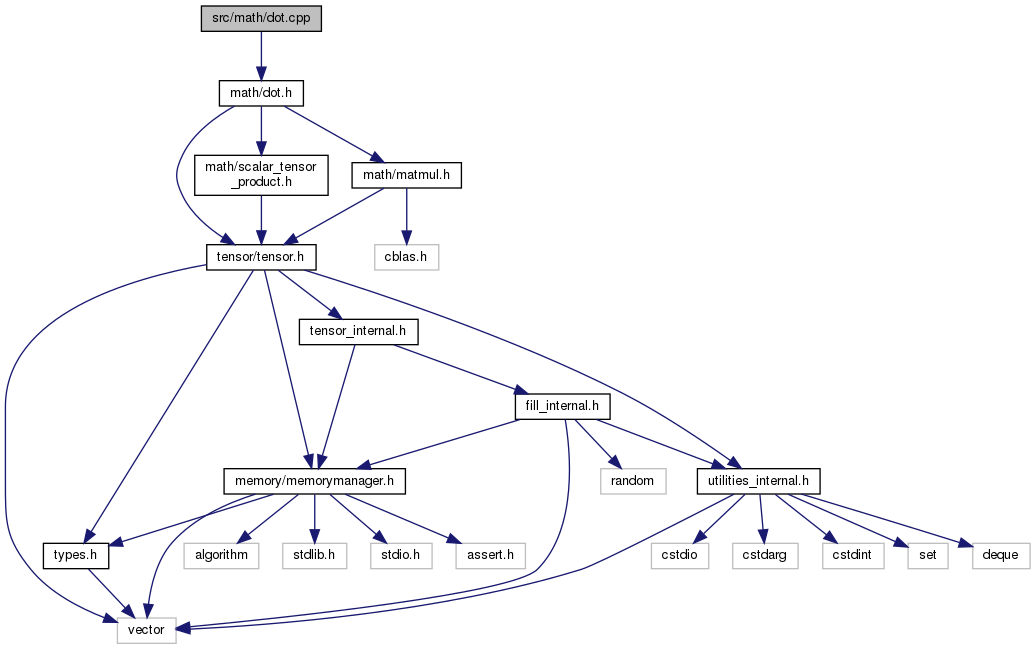 src/math/dot.cpp
math/dot.h
math/scalar_tensor
_product.h
math/matmul.h
tensor/tensor.h
cblas.h
tensor_internal.h
fill_internal.h
memory/memorymanager.h
random
utilities_internal.h
types.h
algorithm
stdlib.h
stdio.h
assert.h
cstdio
cstdarg
cstdint
set
deque
vector